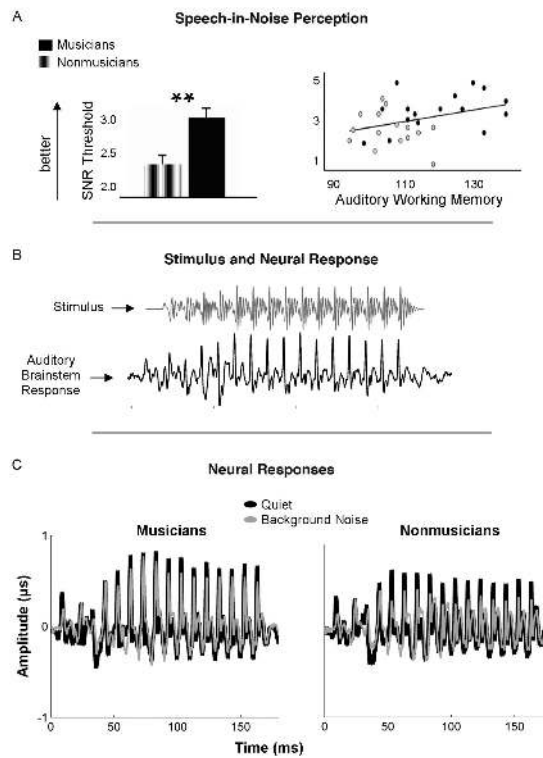 A
Speech-in-Noise Perception
Musicians
Nonmusicians
better
SNR Threshold
3.0
2.5
2.0
**
5
3
1
90 110 130
Auditory Working Memory
B
Stimulus and Neural Response
Stimulus
Auditory
Brainstem
Response
C
Neural Responses
Quiet
Background Noise
Musicians
Nonmusicians
Amplitude (µs)
1
0
-1
0 50 100 150
0 50 100 150
Time (ms)